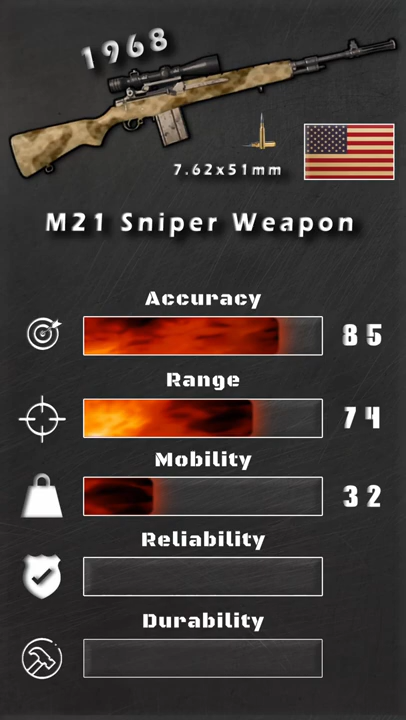 1968
7.62x51mm
M21 Sniper Weapon
Accuracy
85
Range
74
Mobility
32
Reliability
Durability